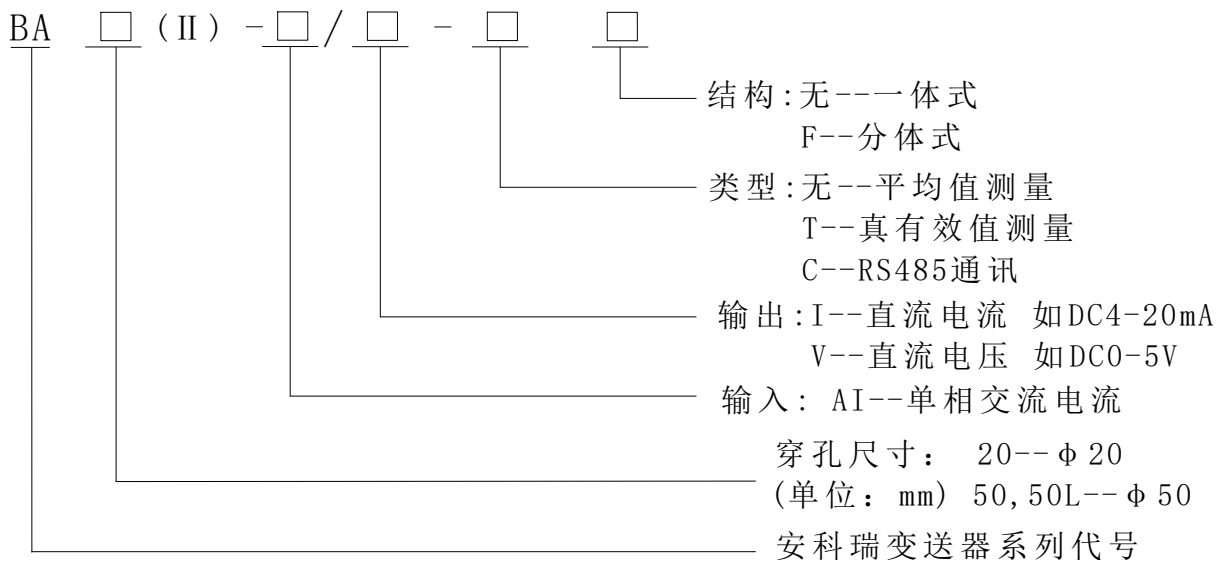 BA □ (II) -□/□ -□ □
结构:无--一体式
F--分体式
类型:无--平均值测量
T--真有效值测量
C--RS485通讯
输出:I--直流电流 如DC4-20mA
V--直流电压 如DC0-5V
输入: AI--单相交流电流
穿孔尺寸： 20--φ20
(单位：mm) 50,50L--φ50
安科瑞变送器系列代号